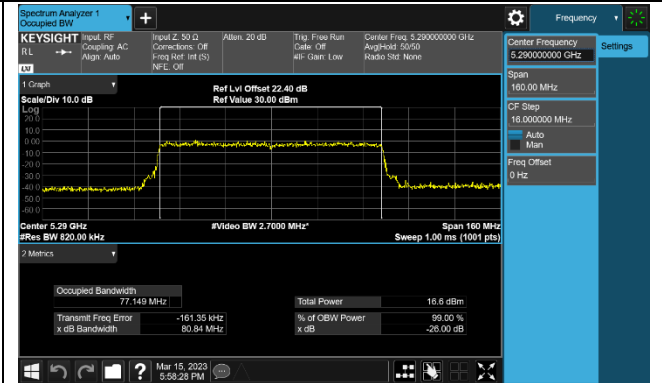 Spectrum Analyzer 1
Occupied BW
+
Frequency
KEYSIGHT
RL
LXI
Input: RF
Coupling: AC
Align: Auto
Input Z: 50 Ω
Corrections: Off
Freq Ref: Int (S)
NFE: Off
Atten: 20 dB
Trig: Free Run
Gate: Off
#IF Gain: Low
Center Freq: 5.290000000 GHz
Avg|Hold: 50/50
Radio Std: None
Center Frequency
5.290000000 GHz
Settings
Span
160.00 MHz
CF Step
16.000000 MHz
Auto
Man
Freq Offset
0 Hz
1 Graph
Scale/Div 10.0 dB
Ref Lvl Offset 22.40 dB
Ref Value 30.00 dBm
Log
20.0
10.0
0.00
-10.0
-20.0
-30.0
-40.0
-50.0
-60.0
Center 5.29 GHz
#Video BW 2.7000 MHz*
Span 160 MHz
#Res BW 820.00 kHz
Sweep 1.00 ms (1001 pts)
2 Metrics
Occupied Bandwidth
77.149 MHz
Total Power 16.6 dBm
Transmit Freq Error -161.35 kHz
% of OBW Power 99.00 %
x dB Bandwidth 80.84 MHz
x dB -26.00 dB
?
Mar 15, 2023
5:58:28 PM